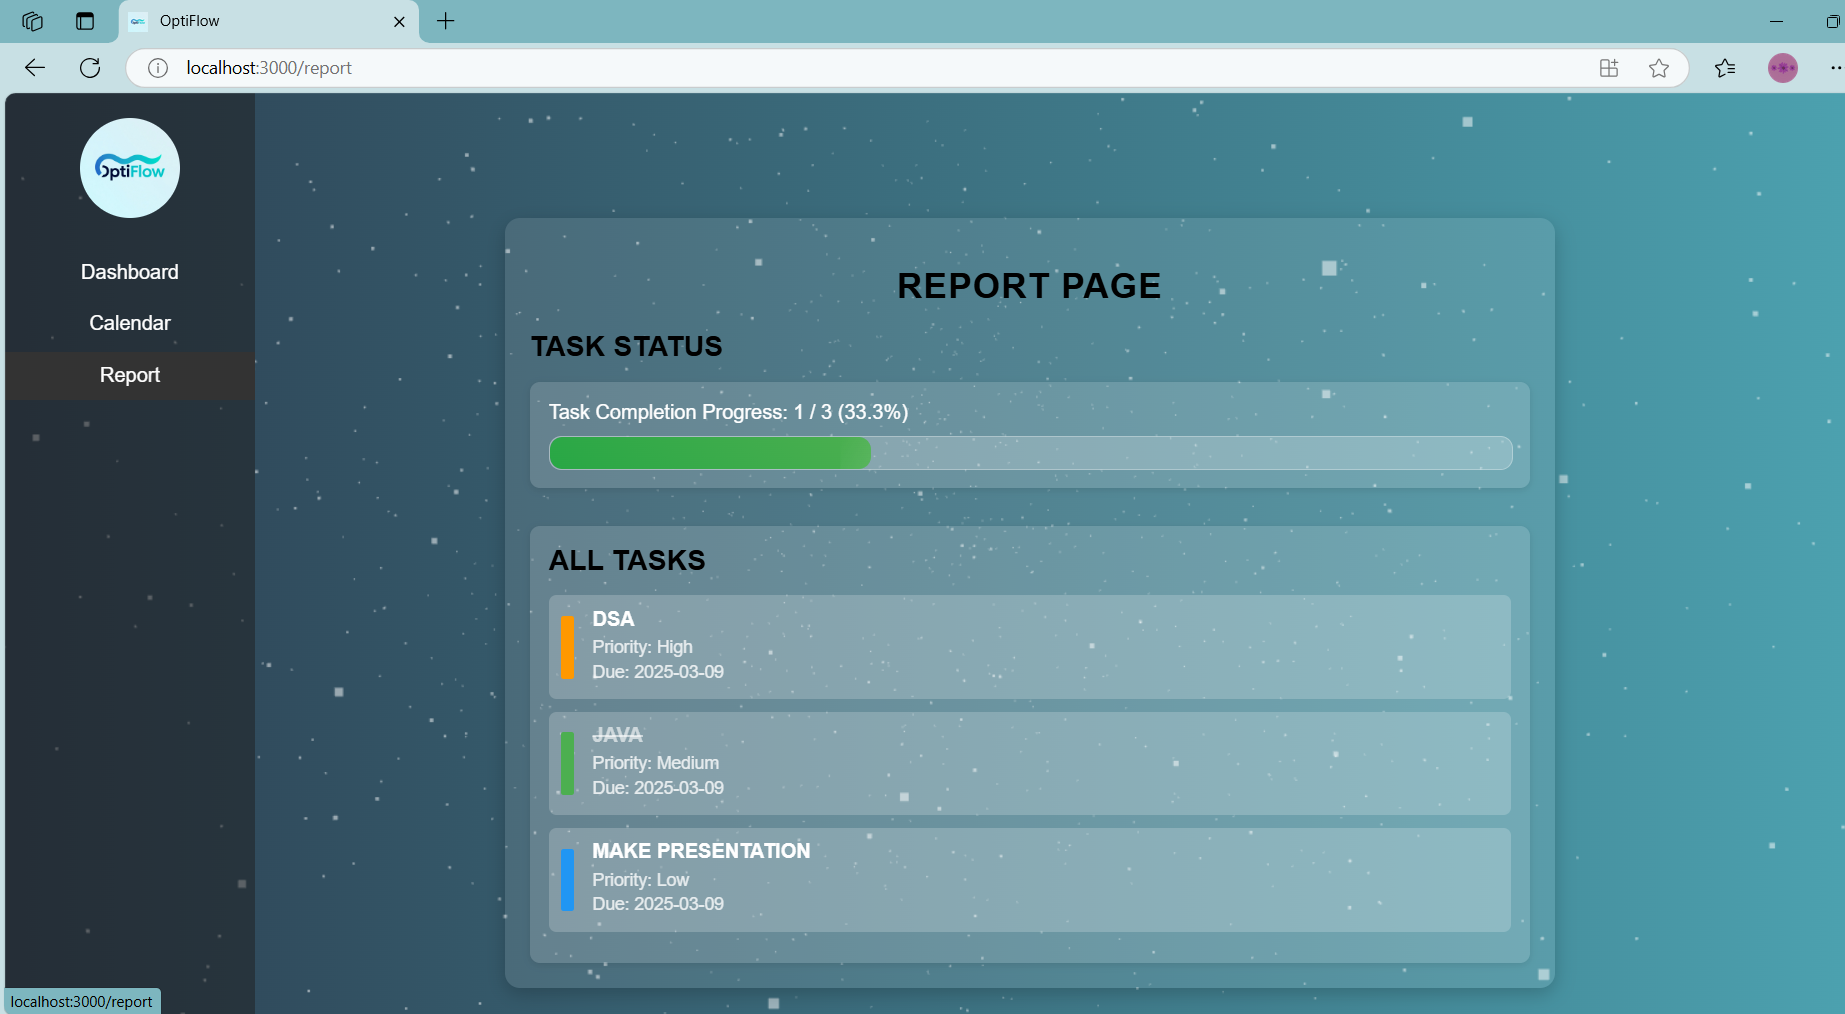 OptiFlow
localhost:3000/report
OptiFlow
Dashboard
Calendar
Report
REPORT PAGE
TASK STATUS
Task Completion Progress: 1 / 3 (33.3%)
ALL TASKS
DSA
Priority: High
Due: 2025-03-09
JAVA
Priority: Medium
Due: 2025-03-09
MAKE PRESENTATION
Priority: Low
Due: 2025-03-09
localhost:3000/report